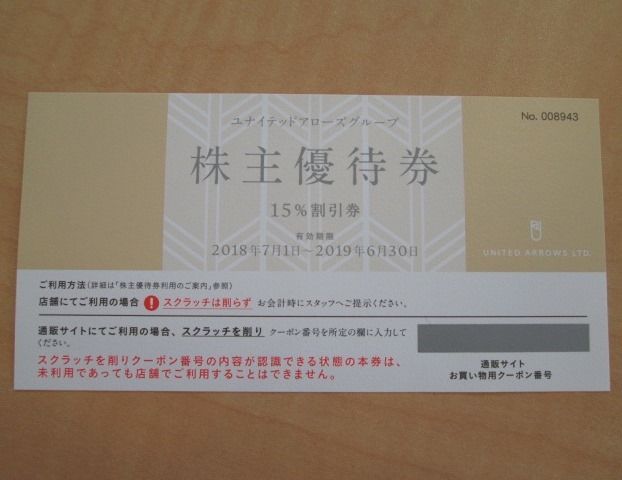 No. 008943
ユナイテッドアローズグループ
株主優待券
15%割引券
有効期限
2018年7月1日～2019年6月30日
UNITED ARROWS LTD.
ご利用方法(詳細は「株主優待券利用のご案内」参照)
店舗にてご利用の場合 ! スクラッチは削らず お会計時にスタッフへご提示ください。
通販サイトにてご利用の場合、スクラッチを削り クーポン番号を所定の欄に入力して
ください。
スクラッチを削りクーポン番号の内容が認識できる状態の本券は、
未利用であっても店舗でご利用することはできません。
通販サイト
お買い物用クーポン番号